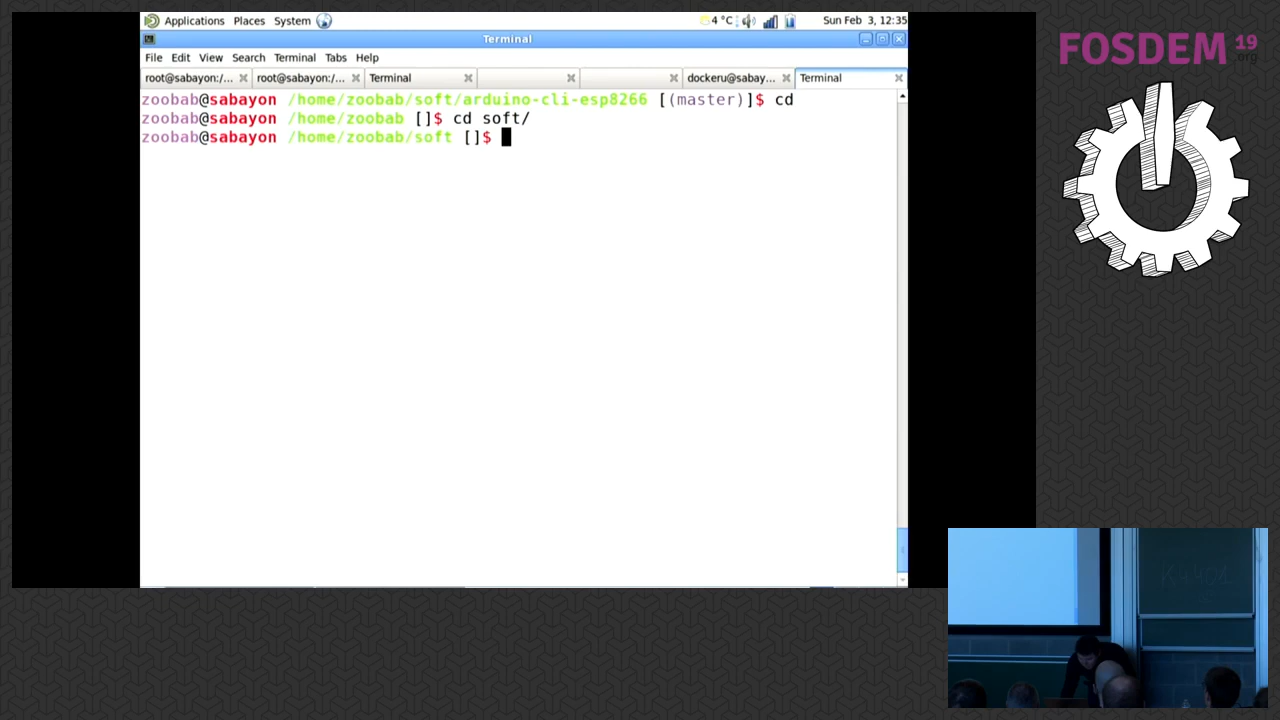 Applications Places System 4 °C Sun Feb 3, 12:35
Terminal
File Edit View Search Terminal Tabs Help
root@sabayon:/... root@sabayon:/... Terminal dockeru@sabay... Terminal
zoobab@sabayon /home/zoobab/soft/arduino-cli-esp8266 [(master)]$ cd
zoobab@sabayon /home/zoobab []$ cd soft/
zoobab@sabayon /home/zoobab/soft []$
FOSDEM 19
.org